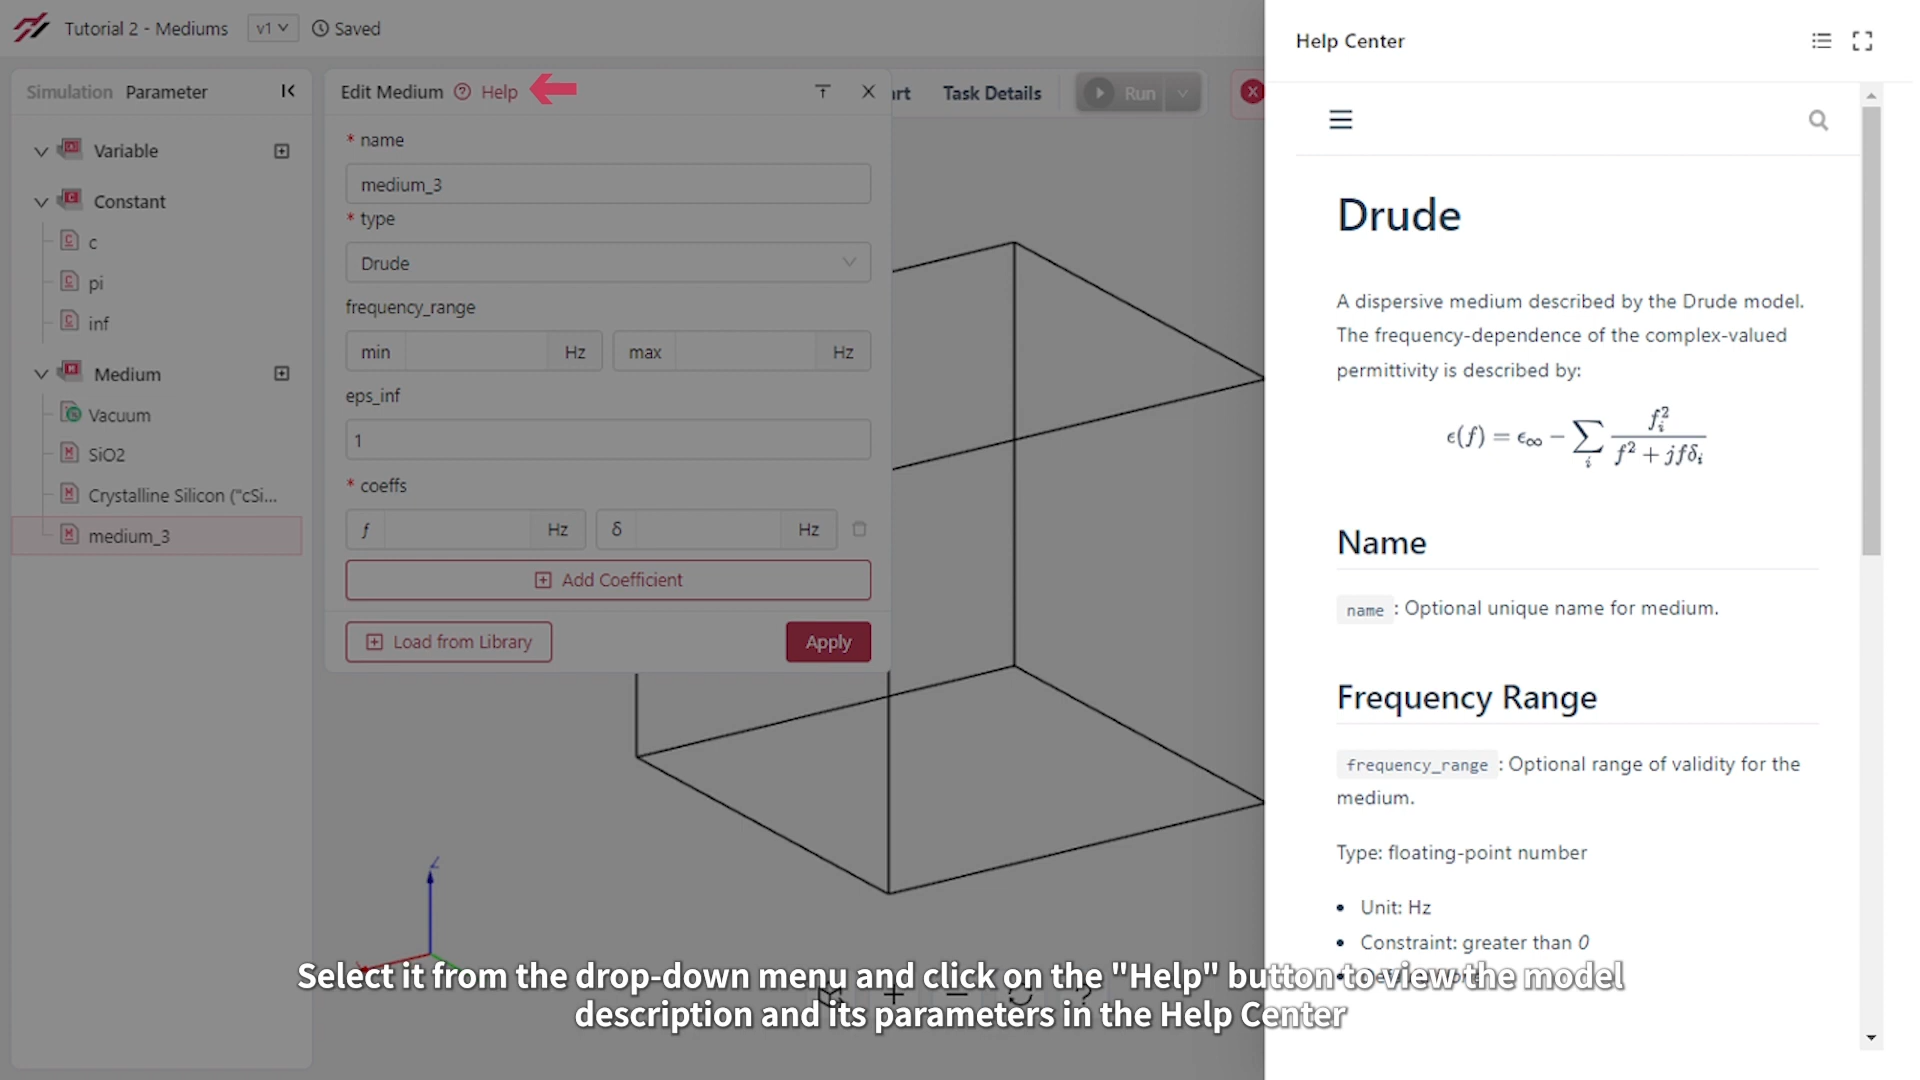 Tutorial 2 - Mediums
v1
Saved
Simulation Parameter
Variable
Constant
c
pi
inf
Medium
Vacuum
SiO2
Crystalline Silicon ("cSi...
medium_3
Edit Medium
Help
* name
medium_3
* type
Drude
frequency_range
min Hz
max Hz
eps_inf
1
* coeffs
f Hz
δ Hz
Add Coefficient
Load from Library
Apply
Task Details
Run
Help Center
Drude
A dispersive medium described by the Drude model.
The frequency-dependence of the complex-valued
permittivity is described by:
ϵ(f) = ϵ∞ − ∑i f_i^2 / (f^2 + jfδ_i)
Name
name : Optional unique name for medium.
Frequency Range
frequency_range : Optional range of validity for the
medium.
Type: floating-point number
• Unit: Hz
• Constraint: greater than 0
Select it from the drop-down menu and click on the "Help" button to view the model
description and its parameters in the Help Center